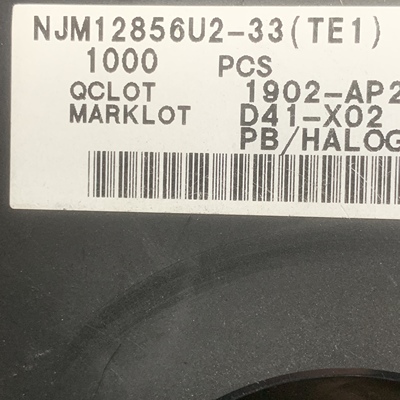 NJM12856U2-33(TE1)
1000 PCS
QCLOT 1902-AP2
MARKLOT D41-X02
PB/HALOG